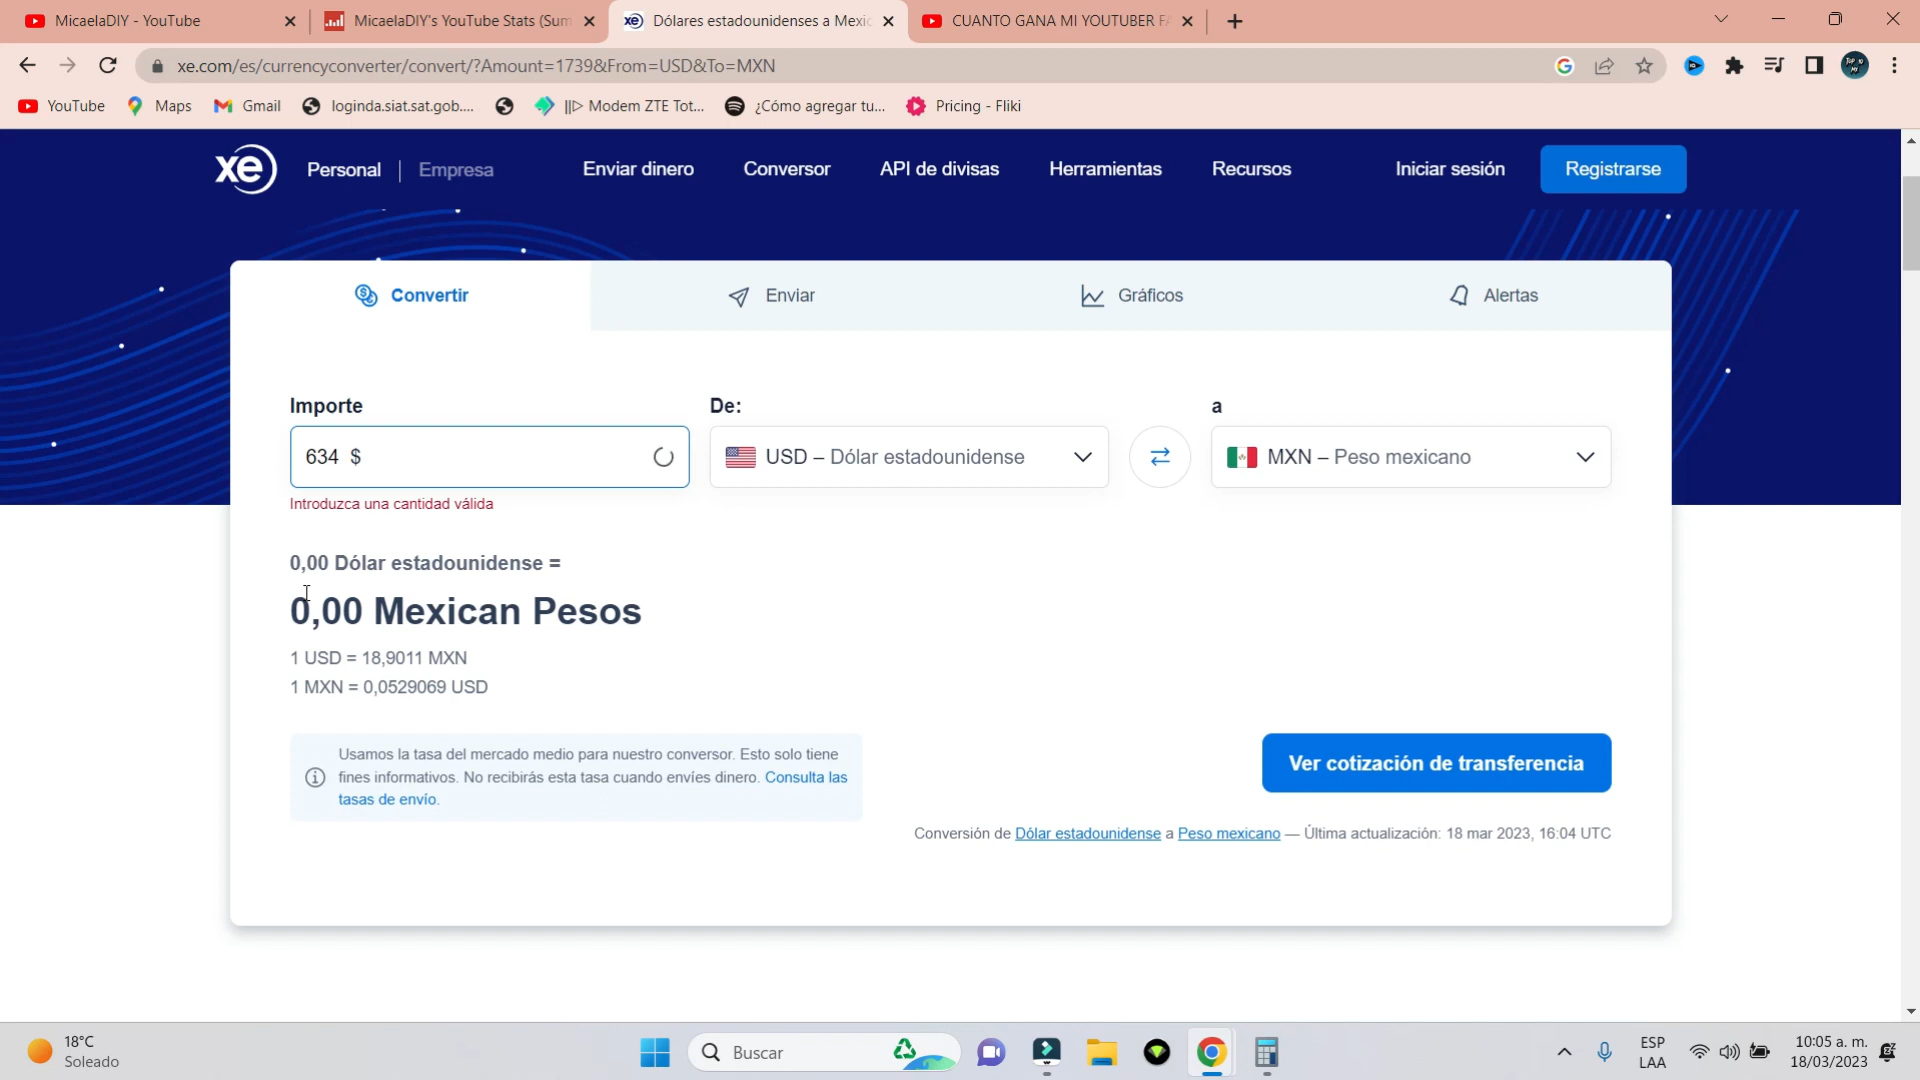 MicaelaDIY - YouTube
MicaelaDIY's YouTube Stats (Sum
Dólares estadounidenses a Mexic
CUANTO GANA MI YOUTUBER FA
xe.com/es/currencyconverter/convert/?Amount=1739&From=USD&To=MXN
YouTube
Maps
Gmail
loginda.siat.sat.gob....
||▷ Modem ZTE Tot...
¿Cómo agregar tu...
Pricing - Fliki
xe
Personal | Empresa
Enviar dinero
Conversor
API de divisas
Herramientas
Recursos
Iniciar sesión
Registrarse
Convertir
Enviar
Gráficos
Alertas
Importe
De:
a
634 $
USD – Dólar estadounidense
MXN – Peso mexicano
Introduzca una cantidad válida
0,00 Dólar estadounidense =
0,00 Mexican Pesos
1 USD = 18,9011 MXN
1 MXN = 0,0529069 USD
Usamos la tasa del mercado medio para nuestro conversor. Esto solo tiene
fines informativos. No recibirás esta tasa cuando envíes dinero. Consulta las
tasas de envío.
Ver cotización de transferencia
Conversión de Dólar estadounidense a Peso mexicano — Última actualización: 18 mar 2023, 16:04 UTC
18°C
Soleado
Buscar
ESP
LAA
10:05 a. m.
18/03/2023